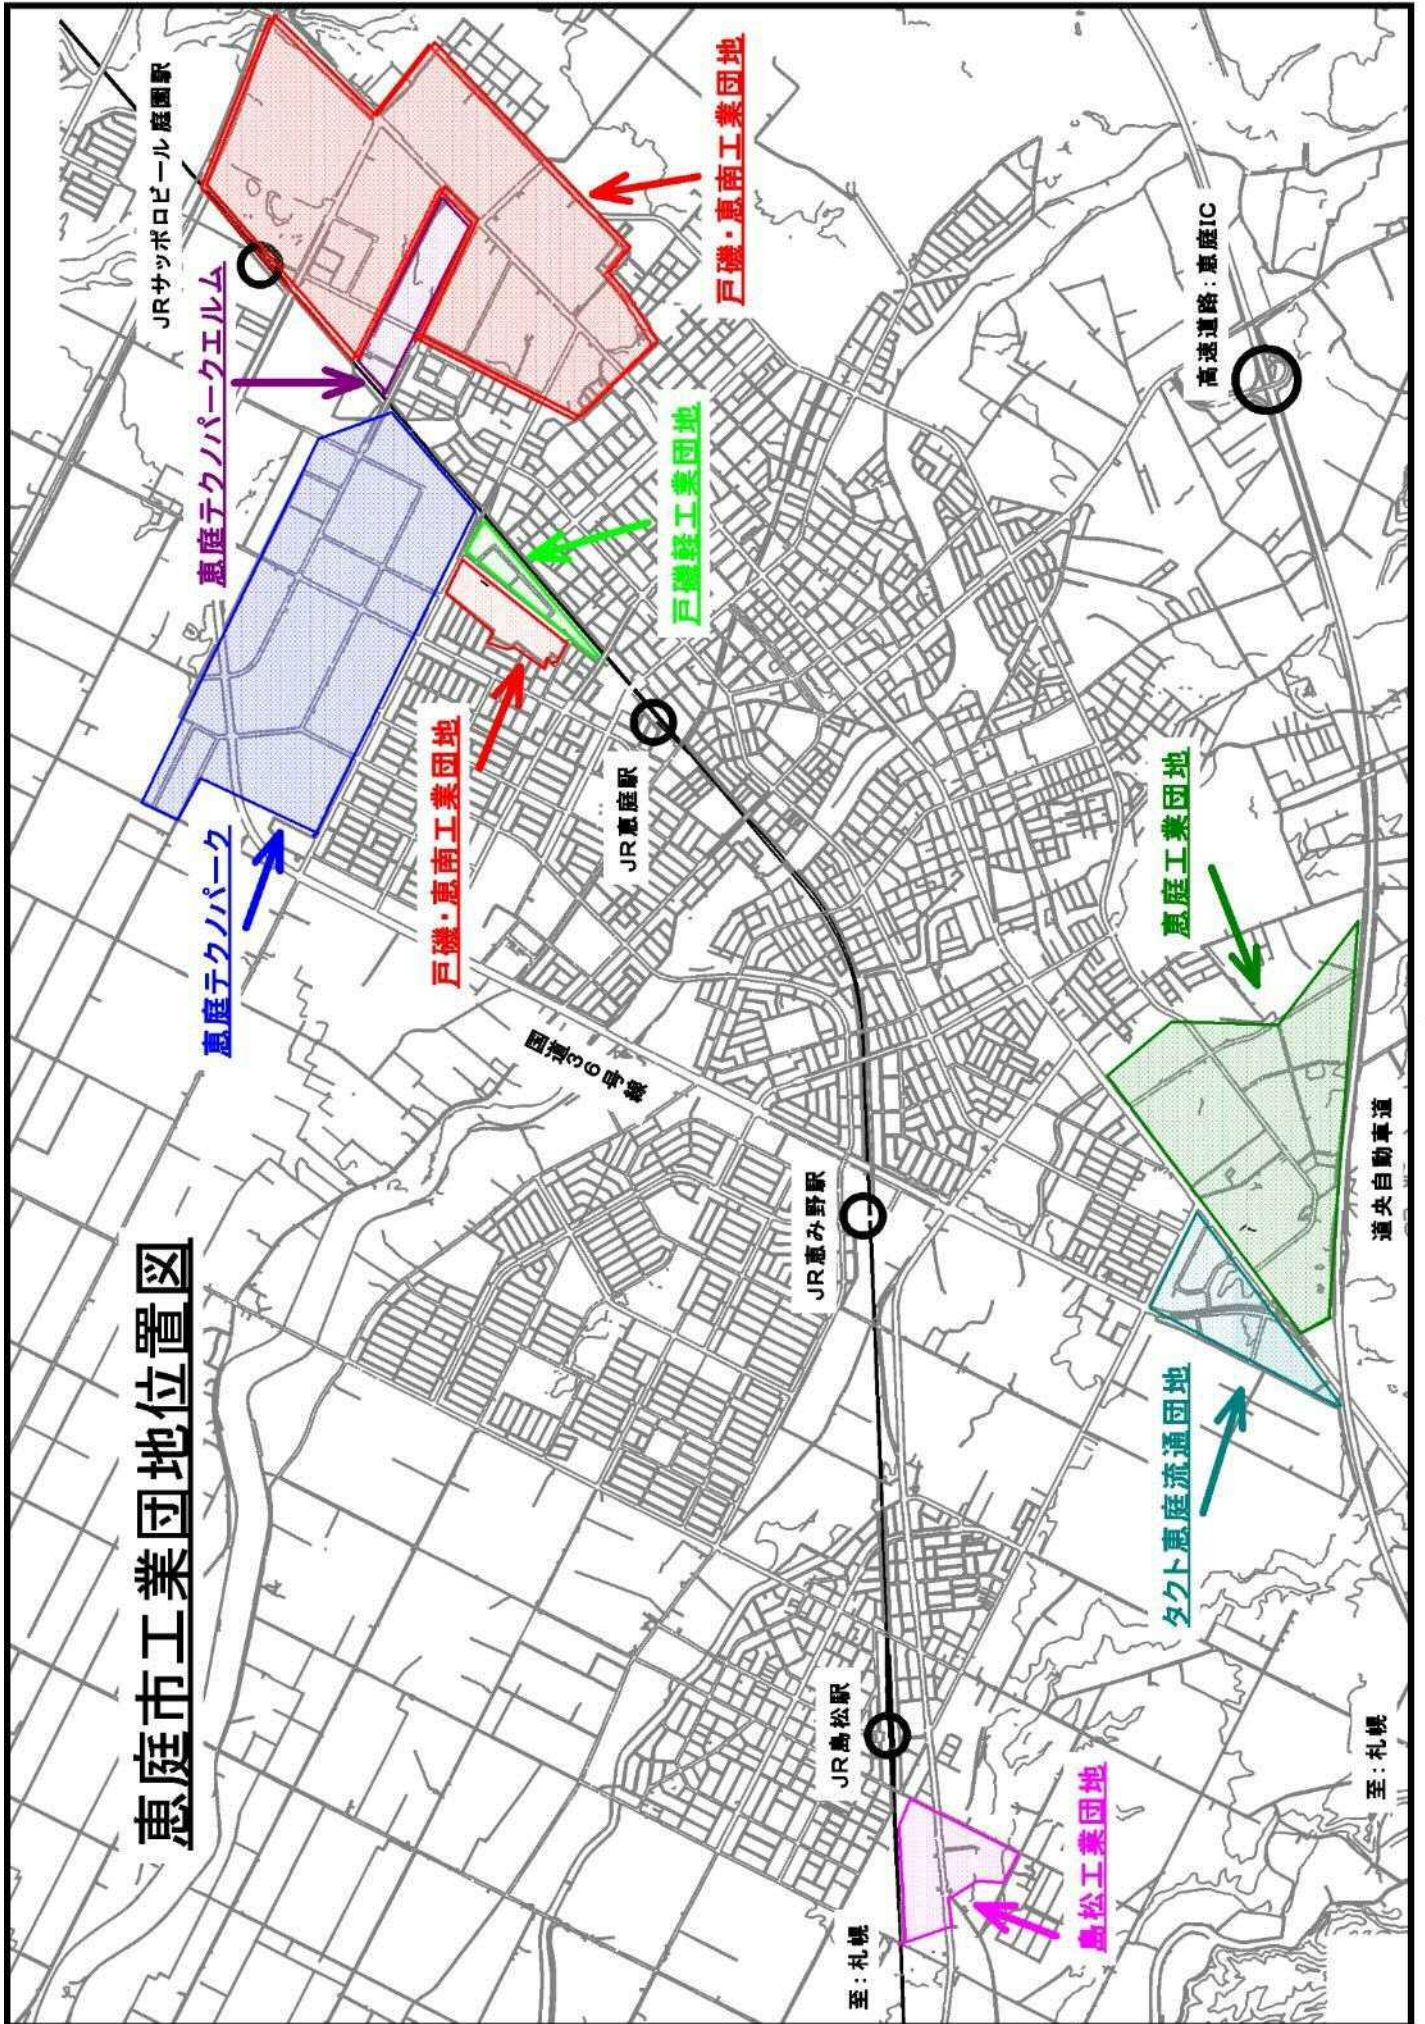 恵庭市工業団地位置図
至:札幌
島松工業団地
JR島松駅
至:札幌
タクト恵庭流通団地
JR恵み野駅
道央自動車道
国道36号線
恵庭工業団地
恵庭テクノパーク
戸磯・恵南工業団地
JR恵庭駅
戸磯軽工業団地
恵庭テクノパークエルム
高速道路:恵庭IC
JRサッポロビール庭園駅
戸磯・恵南工業団地